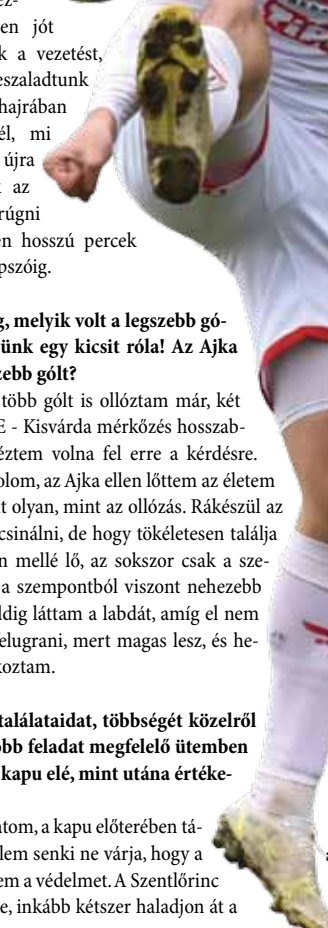 en jót
k a vezetést,
eszaladtunk
hajrában
él, mi
újra
az
rúgni
en hosszú percek
pszóig.
g, melyik volt a legszebb gó-
ünk egy kicsit róla! Az Ajka
zebb gólt?
több gólt is ollóztam már, két
E - Kisvárda mérkőzés hosszab-
éztem volna fel erre a kérdésre.
olom, az Ajka ellen lőttem az életem
t olyan, mint az ollózás. Rákészül az
csinálni, de hogy tökéletesen találja
n mellé lő, az sokszor csak a sze-
a szempontból viszont nehezebb
ldig láttam a labdát, amíg el nem
elugrani, mert magas lesz, és he-
koztam.
találataidat, többségét közelről
bb feladat megfelelő ütemben
kapu elé, mint utána értéke-
tom, a kapu előterében tá-
lem senki ne várja, hogy a
em a védelmet. A Szentlőrinc
e, inkább kétszer haladjon át a